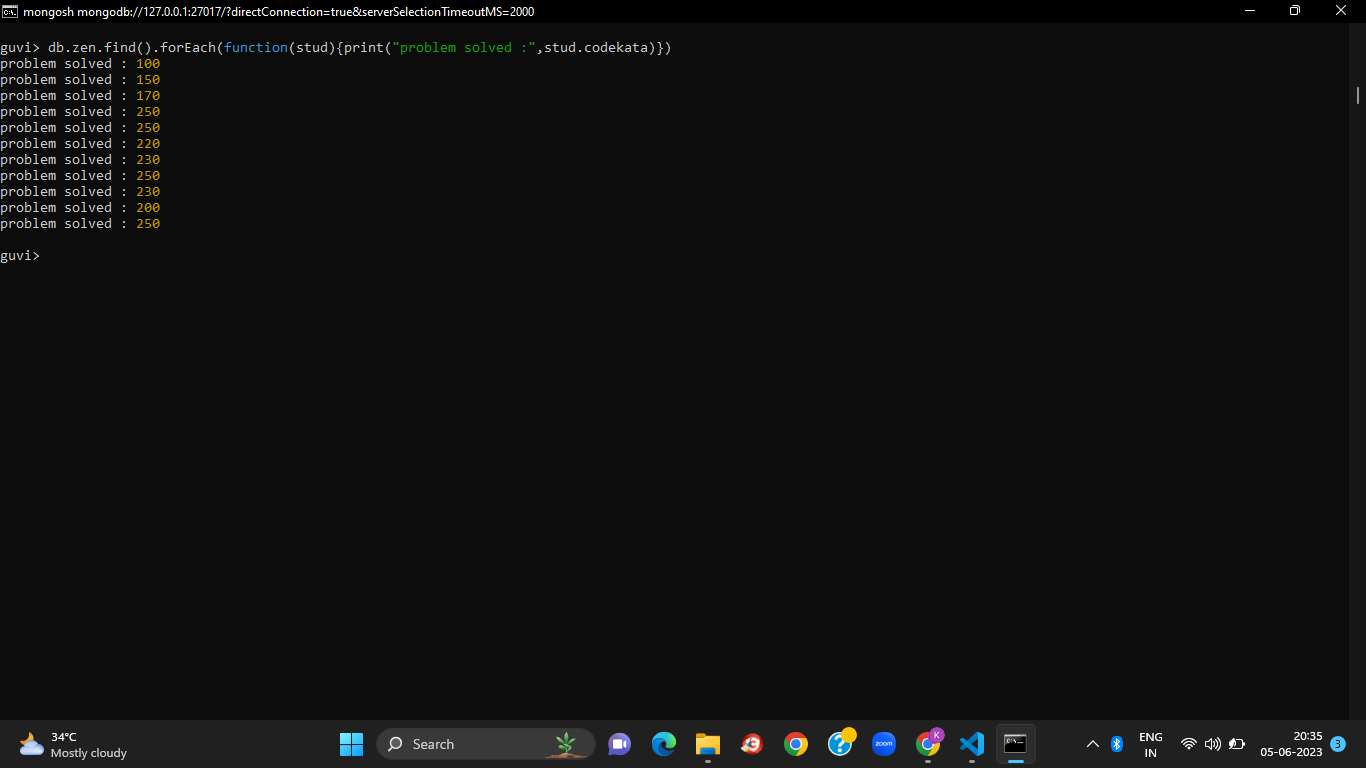 mongosh mongodb://127.0.0.1:27017/?directConnection=true&serverSelectionTimeoutMS=2000
guvi> db.zen.find().forEach(function(stud){print("problem solved :",stud.codekata)})
problem solved : 100
problem solved : 150
problem solved : 170
problem solved : 250
problem solved : 250
problem solved : 220
problem solved : 230
problem solved : 250
problem solved : 230
problem solved : 200
problem solved : 250
guvi>
34°C
Mostly cloudy
Search
zoom
K
ENG
IN
20:35
05-06-2023
3